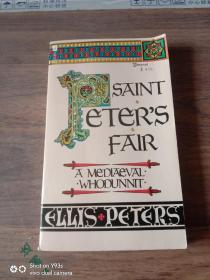 SAINT
PETER'S
FAIR
A MEDIAEVAL
WHODUNNIT
ELLIS PETERS
Shot on Y93s
vivo dual camera